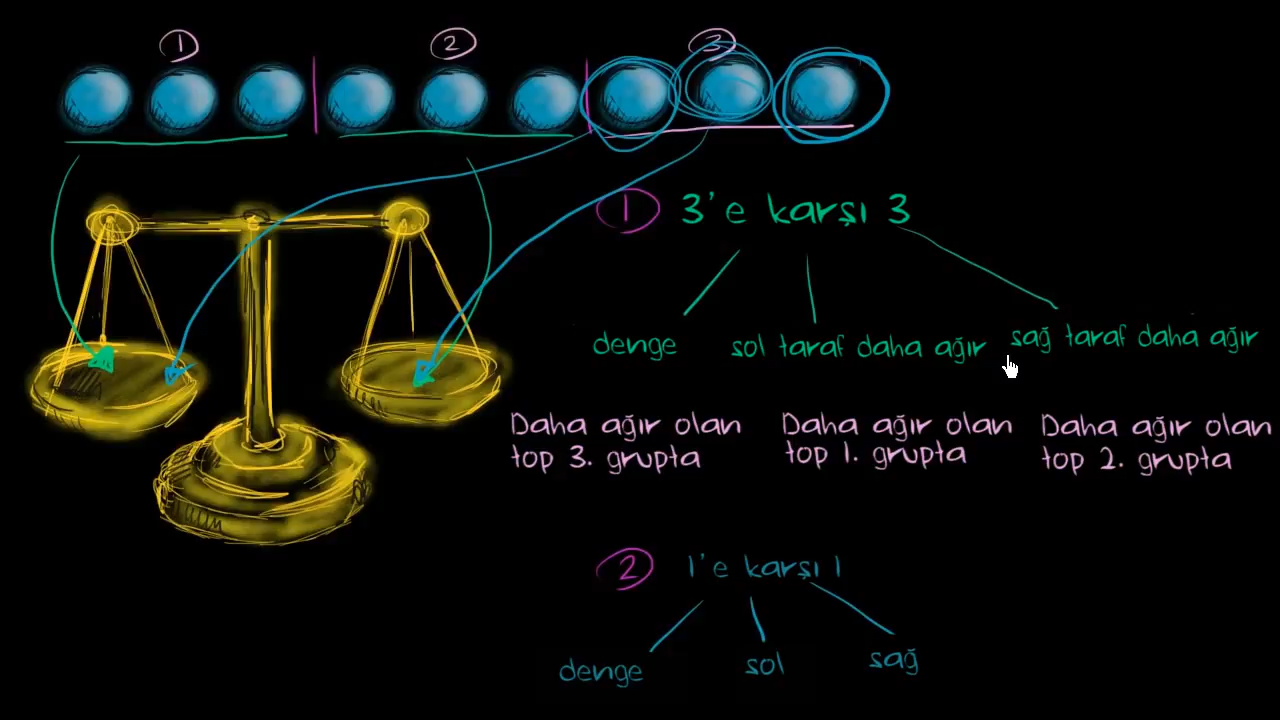 1 2 3
1 3'e karşı 3
denge sol taraf daha ağır sağ taraf daha ağır
Daha ağır olan
top 3. grupta
Daha ağır olan
top 1. grupta
Daha ağır olan
top 2. grupta
2 1'e karşı 1
denge sol sağ